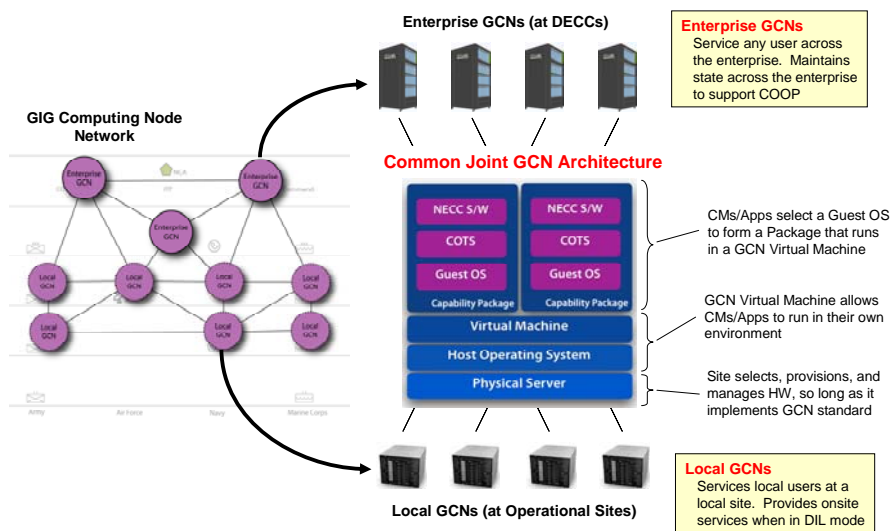 Enterprise GCNs (at DECCs)
Enterprise GCNs
Service any user across
the enterprise. Maintains
state across the enterprise
to support COOP
GIG Computing Node
Network
Enterprise
GCN
Enterprise
GCN
Enterprise
GCN
Local
GCN
Local
GCN
Local
GCN
Local
GCN
Local
GCN
Local
GCN
Local
GCN
Army
Air Force
Navy
Marine Corps
Common Joint GCN Architecture
NECC S/W
COTS
Guest OS
Capability Package
NECC S/W
COTS
Guest OS
Capability Package
Virtual Machine
Host Operating System
Physical Server
CMs/Apps select a Guest OS
to form a Package that runs
in a GCN Virtual Machine
GCN Virtual Machine allows
CMs/Apps to run in their own
environment
Site selects, provisions, and
manages HW, so long as it
implements GCN standard
Local GCNs (at Operational Sites)
Local GCNs
Services local users at a
local site. Provides onsite
services when in DIL mode